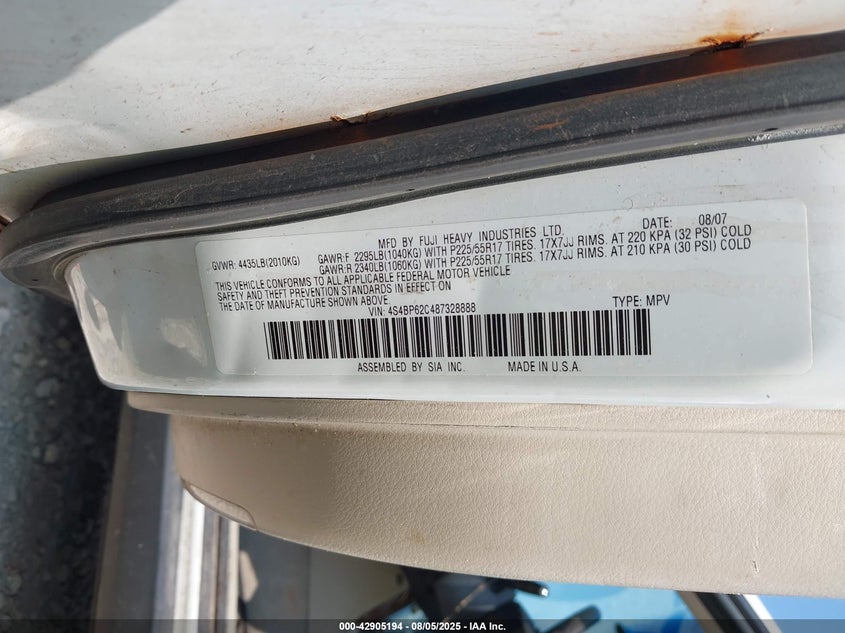 MFD BY FUJI HEAVY INDUSTRIES LTD. DATE: 08/07
GVWR: 4435LB(2010KG) GAWR:F 2295LB(1040KG) WITH P225/55R17 TIRES. 17X7JJ RIMS. AT 220 KPA (32 PSI) COLD
GAWR:R 2340LB(1060KG) WITH P225/55R17 TIRES. 17X7JJ RIMS. AT 210 KPA (30 PSI) COLD
THIS VEHICLE CONFORMS TO ALL APPLICABLE FEDERAL MOTOR VEHICLE
SAFETY AND THEFT PREVENTION STANDARDS IN EFFECT ON
THE DATE OF MANUFACTURE SHOWN ABOVE.
VIN: 4S4BP62C487328888 TYPE: MPV
ASSEMBLED BY SIA INC. MADE IN U.S.A.
000-42905194 - 08/05/2025 - IAA Inc.